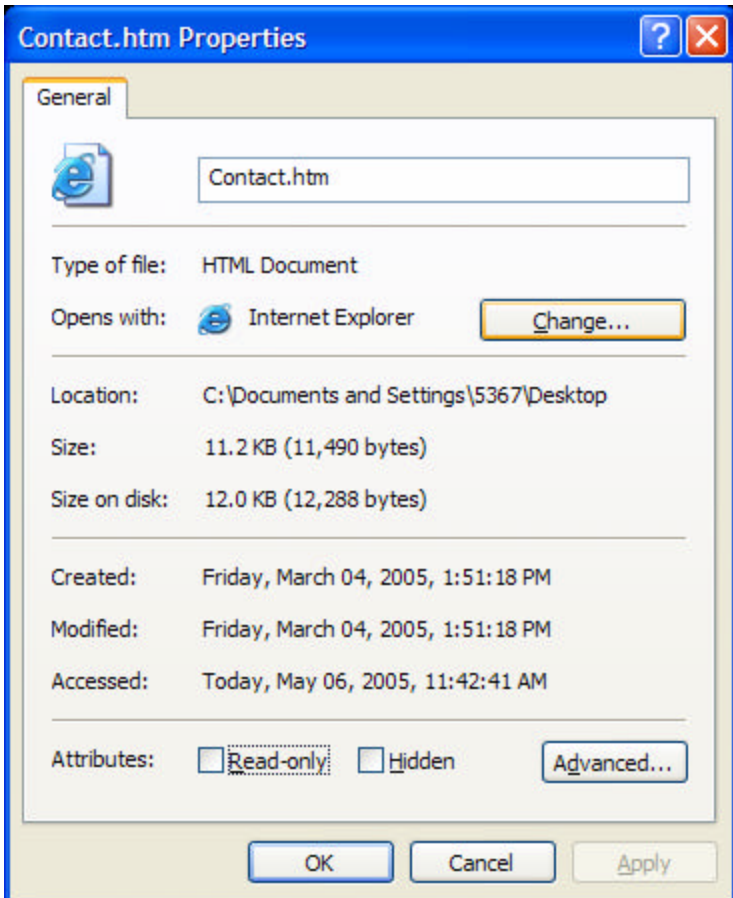 Contact.htm Properties
?
General
Contact.htm
Type of file: HTML Document
Opens with: Internet Explorer Change...
Location: C:\Documents and Settings\5367\Desktop
Size: 11.2 KB (11,490 bytes)
Size on disk: 12.0 KB (12,288 bytes)
Created: Friday, March 04, 2005, 1:51:18 PM
Modified: Friday, March 04, 2005, 1:51:18 PM
Accessed: Today, May 06, 2005, 11:42:41 AM
Attributes: Read-only Hidden Advanced...
OK Cancel Apply